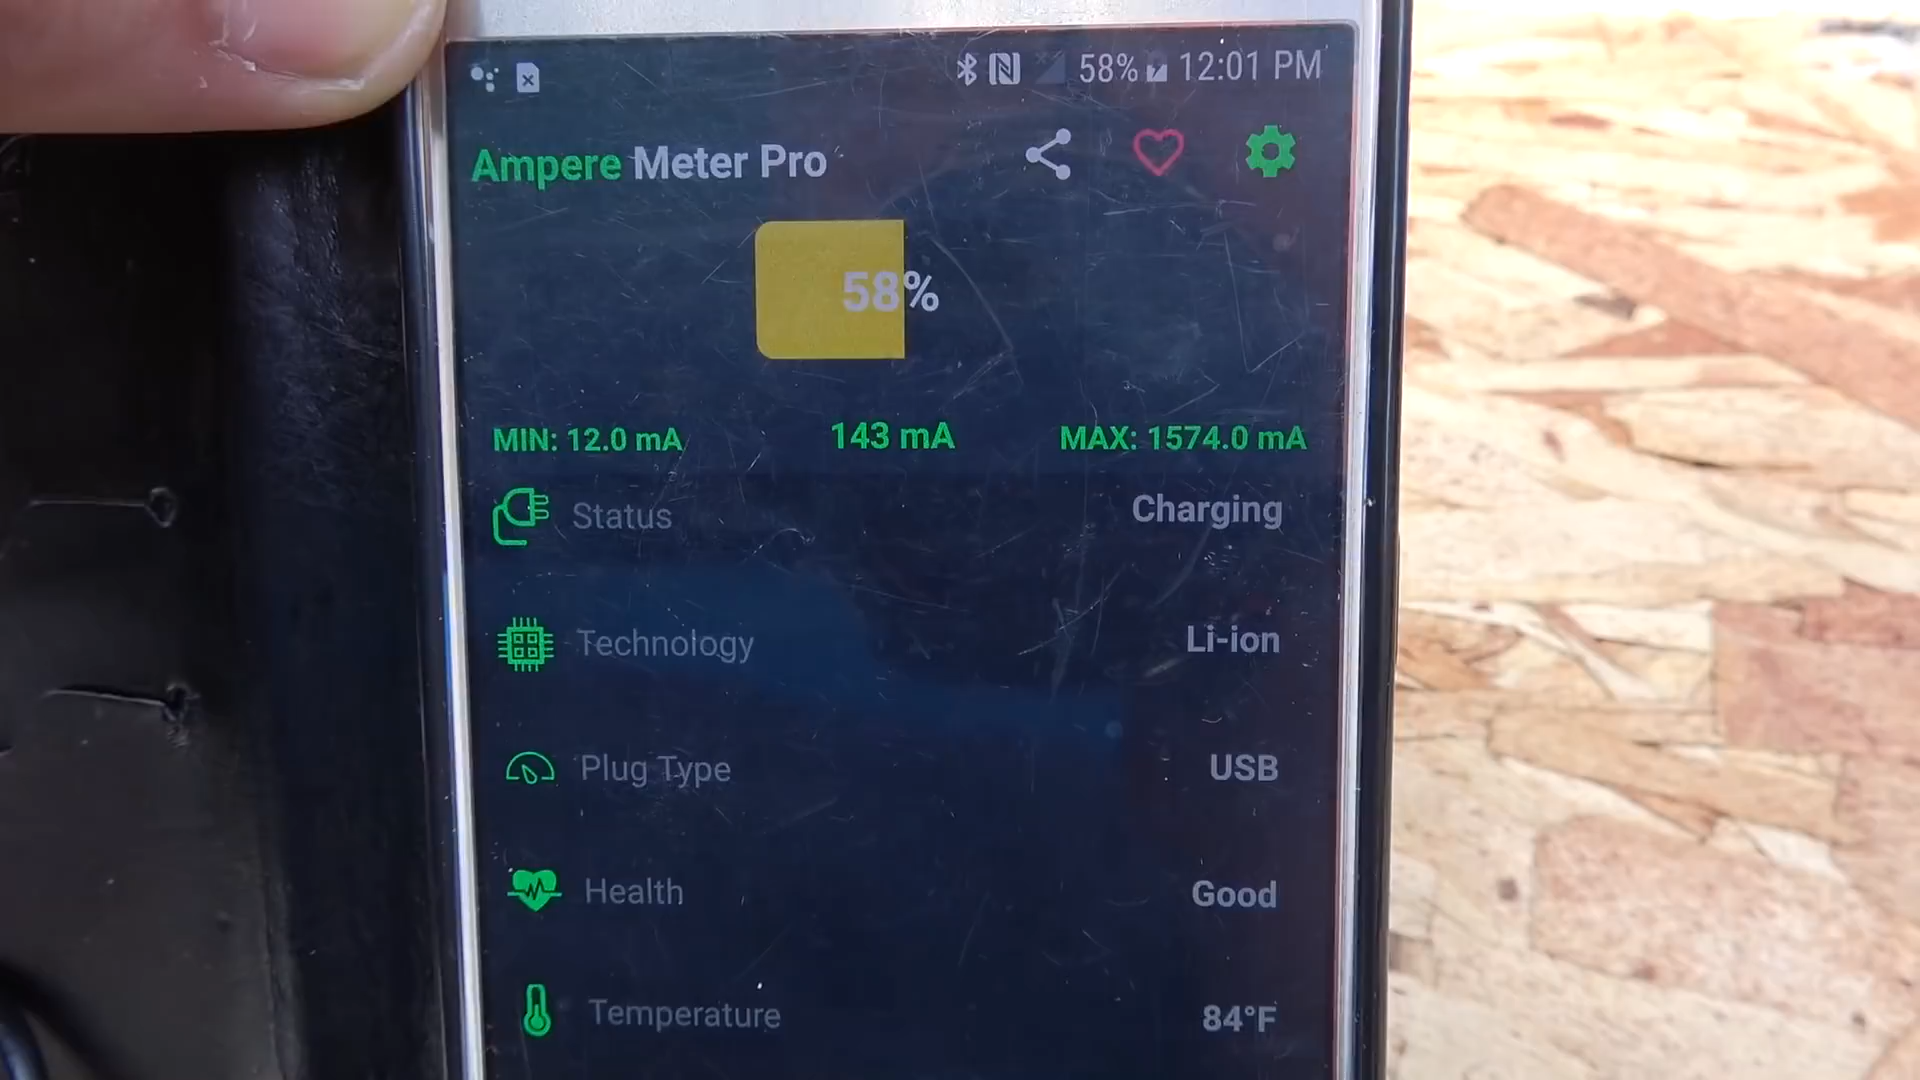 58% 12:01 PM
Ampere Meter Pro
58%
MIN: 12.0 mA 143 mA MAX: 1574.0 mA
Status Charging
Technology Li-ion
Plug Type USB
Health Good
Temperature 84°F